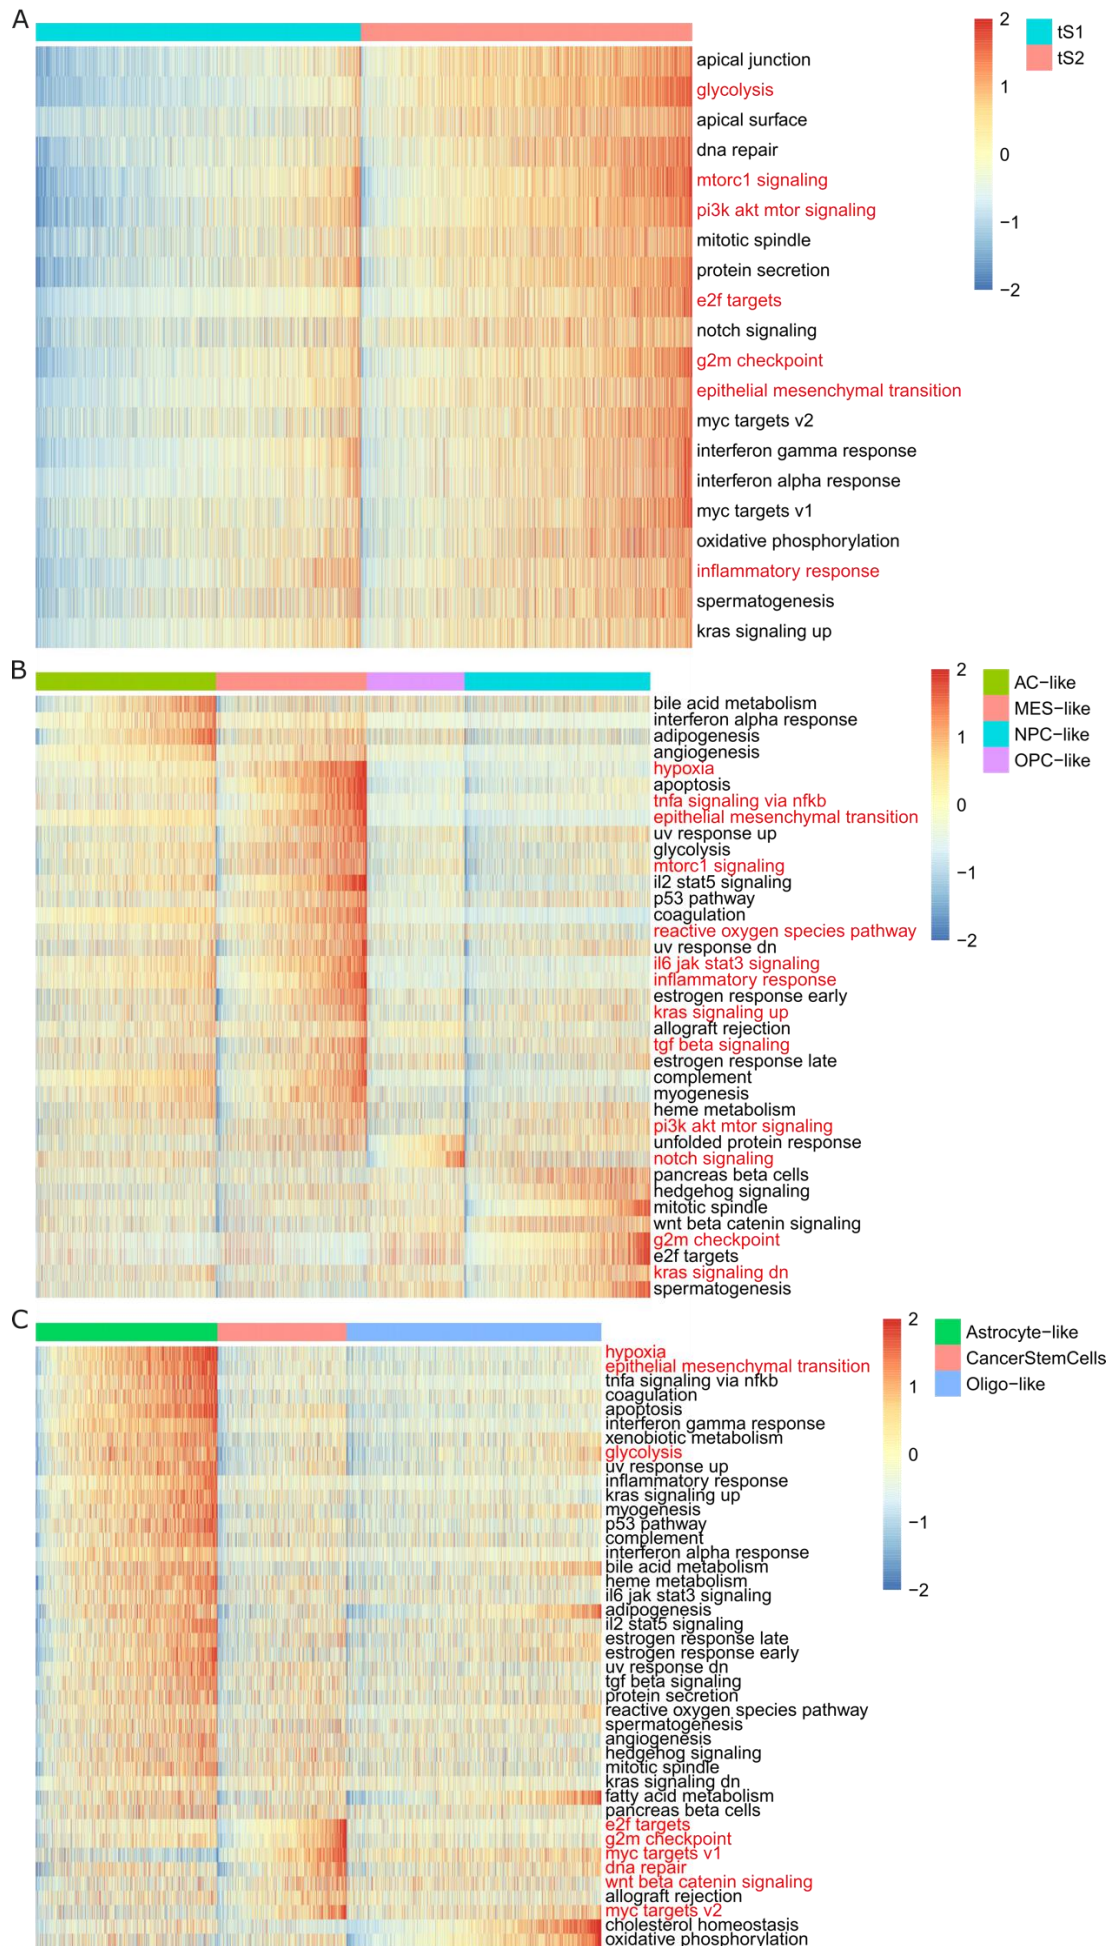 A
apical junction
glycolysis
apical surface
dna repair
mtorc1 signaling
pi3k akt mtor signaling
mitotic spindle
protein secretion
e2f targets
notch signaling
g2m checkpoint
epithelial mesenchymal transition
myc targets v2
interferon gamma response
interferon alpha response
myc targets v1
oxidative phosphorylation
inflammatory response
spermatogenesis
kras signaling up
2
1
0
−1
−2
tS1
tS2
B
bile acid metabolism
interferon alpha response
adipogenesis
angiogenesis
hypoxia
apoptosis
tnfa signaling via nfkb
epithelial mesenchymal transition
uv response up
glycolysis
mtorc1 signaling
il2 stat5 signaling
p53 pathway
coagulation
reactive oxygen species pathway
uv response dn
il6 jak stat3 signaling
inflammatory response
estrogen response early
kras signaling up
allograft rejection
tgf beta signaling
estrogen response late
complement
myogenesis
heme metabolism
pi3k akt mtor signaling
unfolded protein response
notch signaling
pancreas beta cells
hedgehog signaling
mitotic spindle
wnt beta catenin signaling
g2m checkpoint
e2f targets
kras signaling dn
spermatogenesis
2
1
0
−1
−2
AC−like
MES−like
NPC−like
OPC−like
C
hypoxia
epithelial mesenchymal transition
tnfa signaling via nfkb
coagulation
apoptosis
interferon gamma response
xenobiotic metabolism
glycolysis
uv response up
inflammatory response
kras signaling up
myogenesis
p53 pathway
complement
interferon alpha response
bile acid metabolism
heme metabolism
il6 jak stat3 signaling
adipogenesis
il2 stat5 signaling
estrogen response late
estrogen response early
uv response dn
tgf beta signaling
protein secretion
reactive oxygen species pathway
spermatogenesis
angiogenesis
hedgehog signaling
mitotic spindle
kras signaling dn
fatty acid metabolism
pancreas beta cells
e2f targets
g2m checkpoint
myc targets v1
dna repair
wnt beta catenin signaling
allograft rejection
myc targets v2
cholesterol homeostasis
oxidative phosphorylation
2
1
0
−1
−2
Astrocyte−like
CancerStemCells
Oligo−like